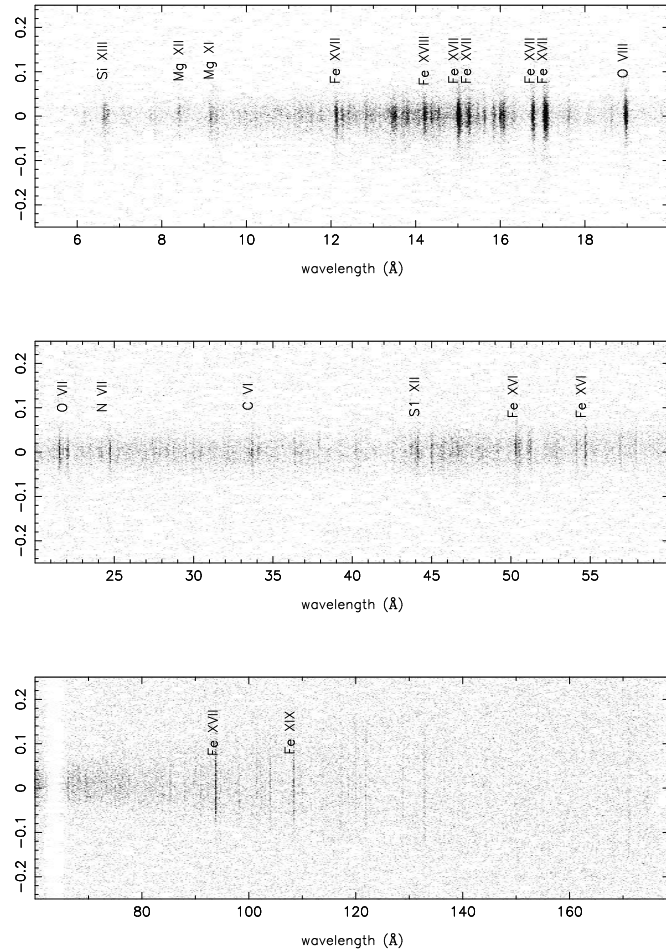 0.2
0.1
0
−0.1
−0.2
Si XIII
Mg XII
Mg XI
Fe XVII
Fe XVIII
Fe XVII
Fe XVII
Fe XVII
Fe XVII
O VIII
6 8 10 12 14 16 18
wavelength (Å)
0.2
0.1
0
−0.1
−0.2
O VII
N VII
C VI
S1 XII
Fe XVI
Fe XVI
25 30 35 40 45 50 55
wavelength (Å)
0.2
0.1
0
−0.1
−0.2
Fe XVII
Fe XIX
80 100 120 140 160
wavelength (Å)